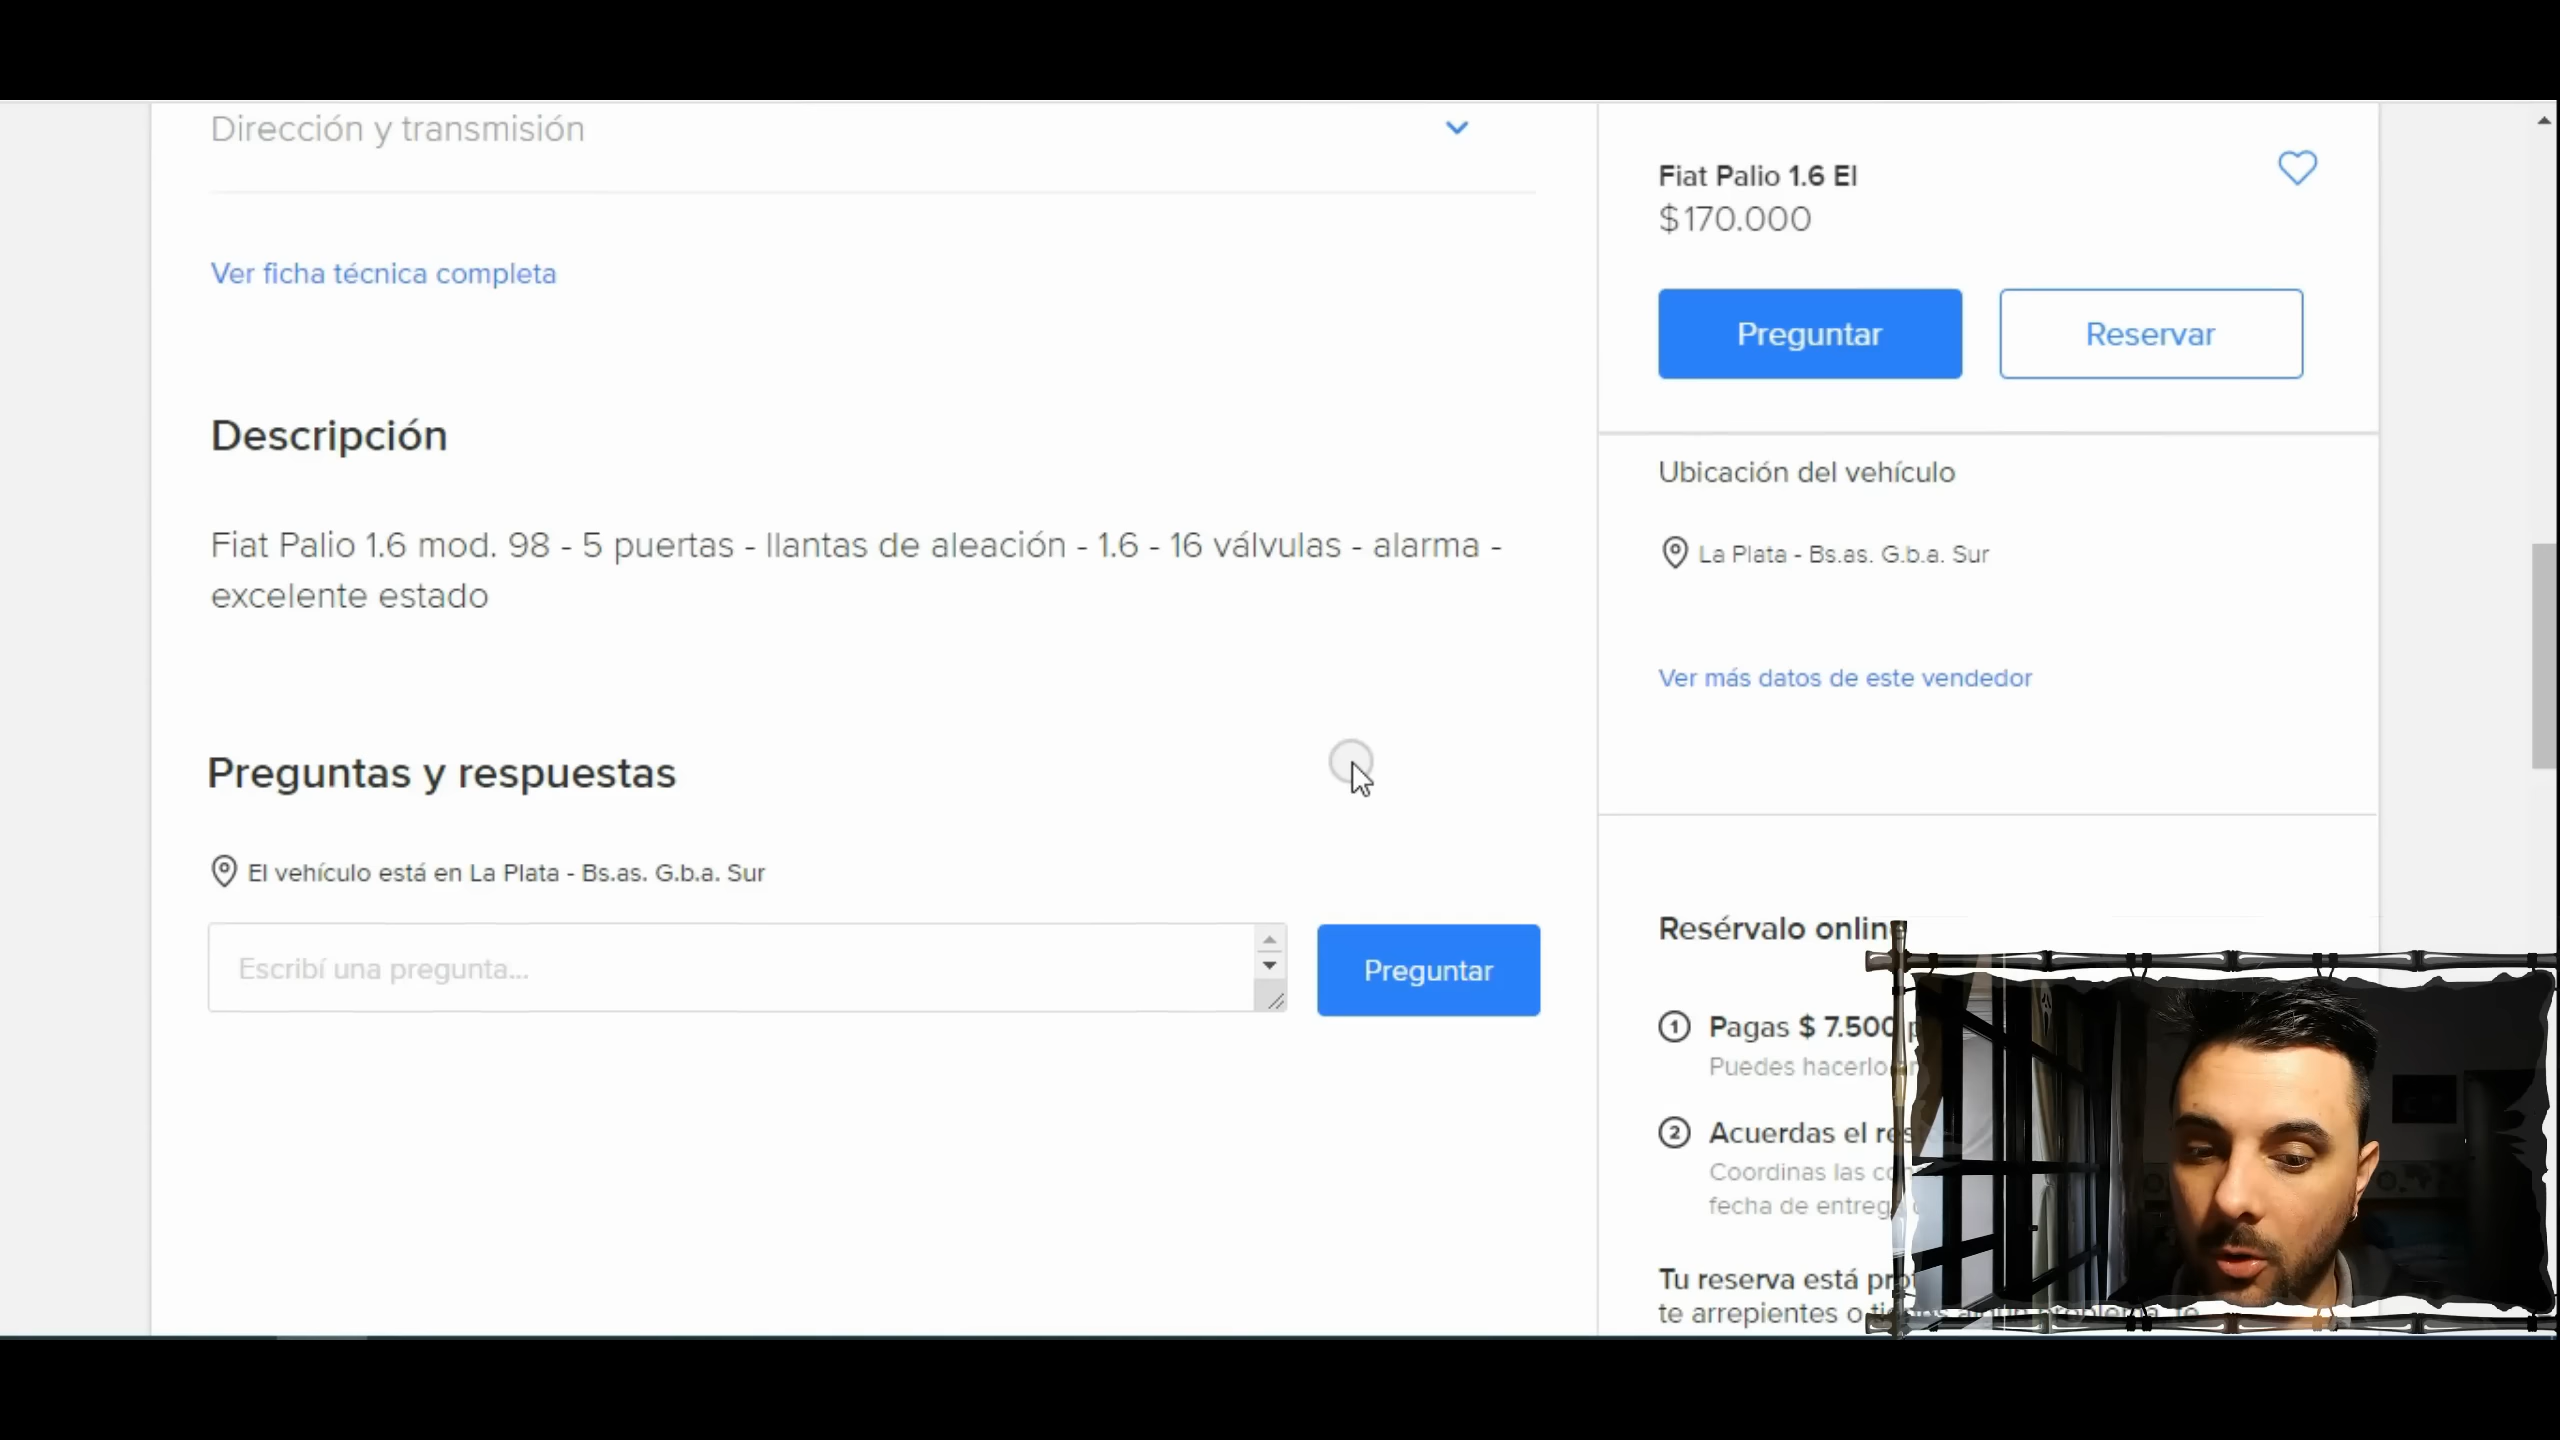 Dirección y transmisión
Ver ficha técnica completa
Descripción
Fiat Palio 1.6 mod. 98 - 5 puertas - llantas de aleación - 1.6 - 16 válvulas - alarma -
excelente estado
Preguntas y respuestas
El vehículo está en La Plata - Bs.as. G.b.a. Sur
Escribí una pregunta...
Preguntar
Fiat Palio 1.6 El
$170.000
Preguntar
Reservar
Ubicación del vehículo
La Plata - Bs.as. G.b.a. Sur
Ver más datos de este vendedor
Resérvalo online
1 Pagas $ 7.500
Puedes hacerlo
2 Acuerdas el
Coordinas las
fecha de
Tu reserva está
te arrepientes o